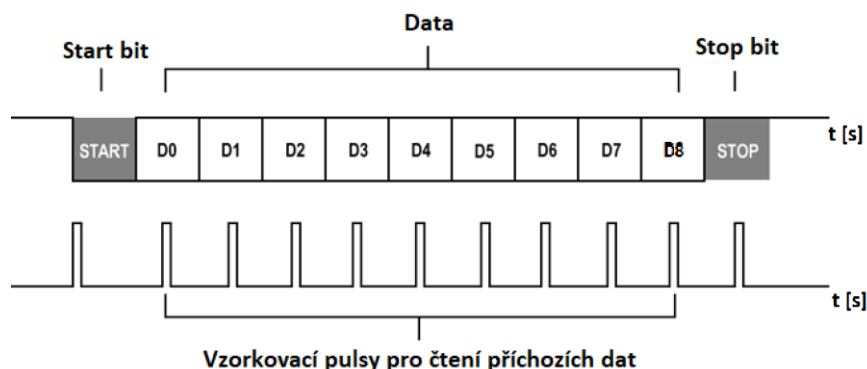 Data
Start bit
Stop bit
START D0 D1 D2 D3 D4 D5 D6 D7 D8 STOP
t [s]
t [s]
Vzorkovací pulsy pro čtení příchozích dat